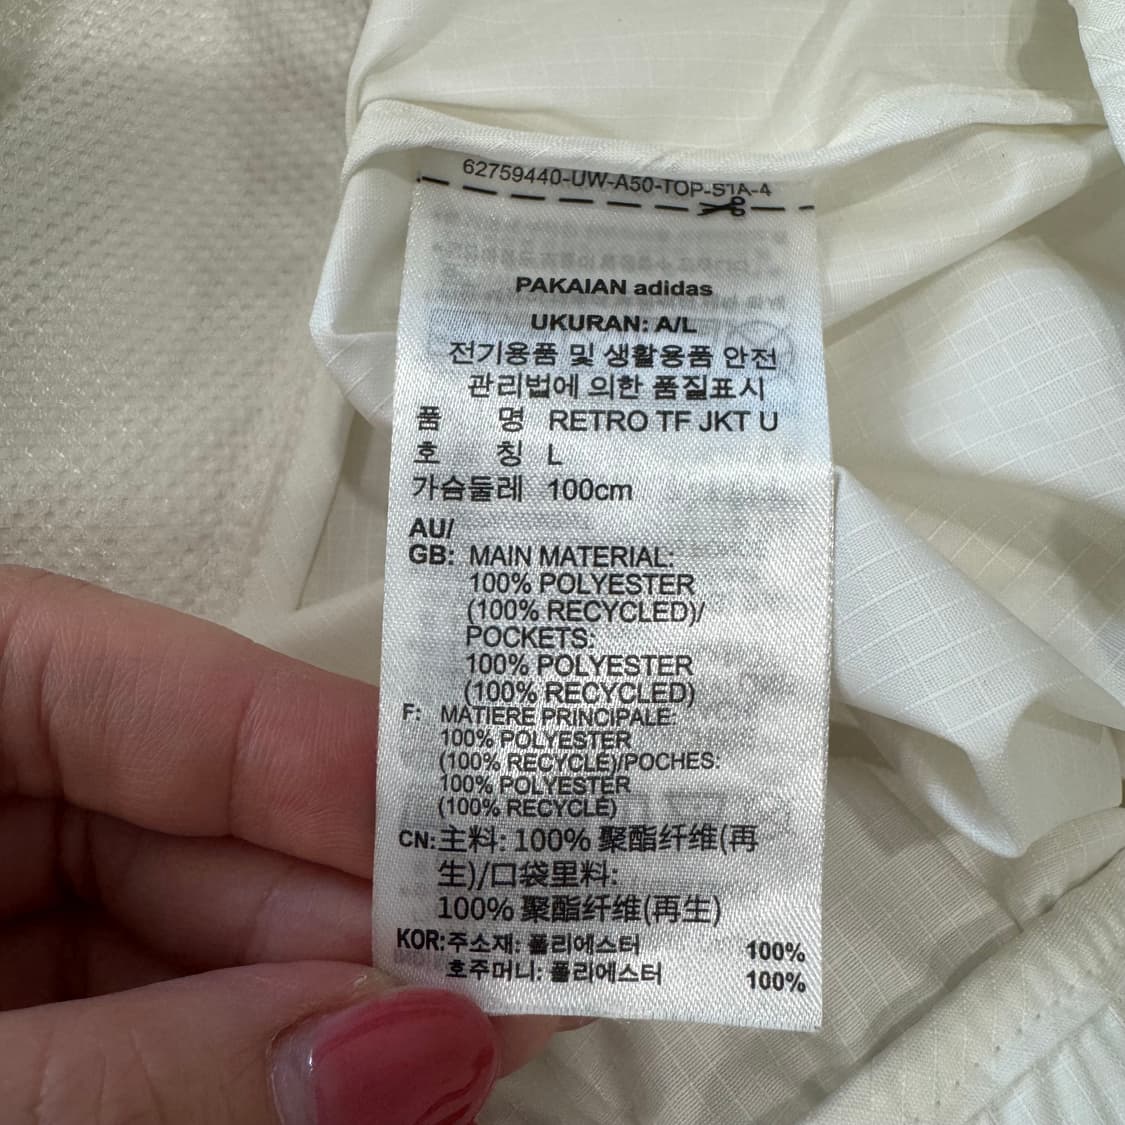 62759440-UW-A50-TOP-S1A-4
PAKAIAN adidas
UKURAN: A/L
전기용품 및 생활용품 안전
관리법에 의한 품질표시
품 명 RETRO TF JKT U
호 칭 L
가슴둘레 100cm
AU/
GB: MAIN MATERIAL:
100% POLYESTER
(100% RECYCLED)/
POCKETS:
100% POLYESTER
(100% RECYCLED)
F: MATIERE PRINCIPALE:
100% POLYESTER
(100% RECYCLÉ)/POCHES:
100% POLYESTER
(100% RECYCLÉ)
CN: 主料: 100% 聚酯纤维(再
生)/口袋里料:
100% 聚酯纤维(再生)
KOR: 주소재: 폴리에스터 100%
호주머니: 폴리에스터 100%